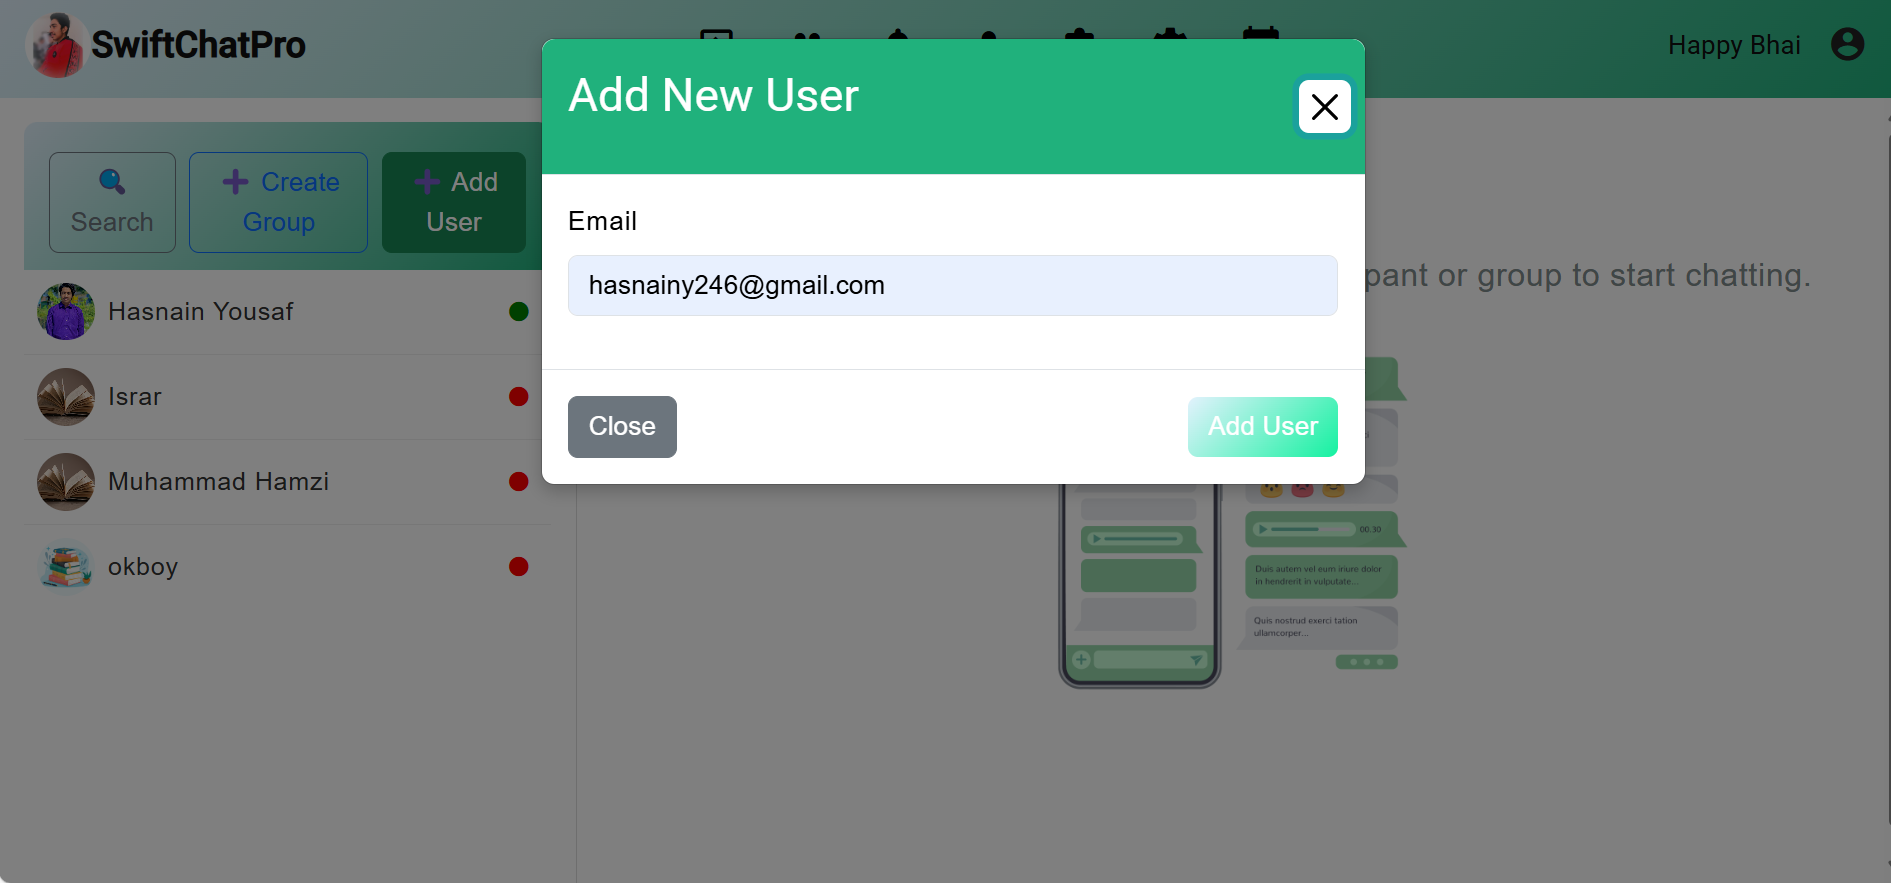 SwiftChatPro
Happy Bhai
Add New User
Search
Create
Group
Add
User
Email
hasnainy246@gmail.com
Close
Add User
Hasnain Yousaf
Israr
Muhammad Hamzi
okboy
pant or group to start chatting.
00.30
Duis autem vel eum iriure dolor
in hendrerit in vulputate...
Quis nostrud exerci tation
ullamcorper...